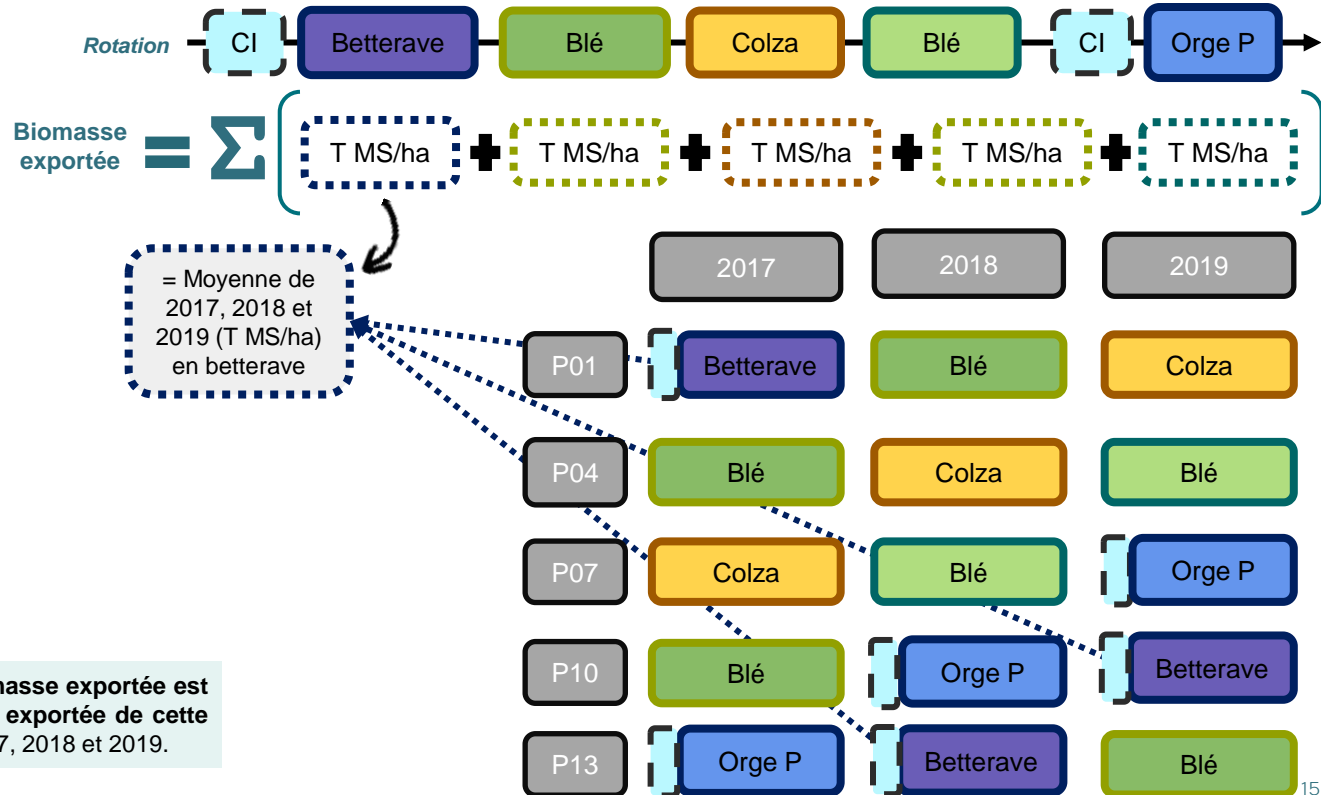 Rotation CI Betterave Blé Colza Blé CI Orge P
Biomasse
exportée
= Σ T MS/ha + T MS/ha + T MS/ha + T MS/ha + T MS/ha
= Moyenne de
2017, 2018 et
2019 (T MS/ha)
en betterave
2017 2018 2019
P01 Betterave Blé Colza
P04 Blé Colza Blé
P07 Colza Blé Orge P
P10 Blé Orge P Betterave
P13 Orge P Betterave Blé
masse exportée est
exportée de cette
7, 2018 et 2019.
15